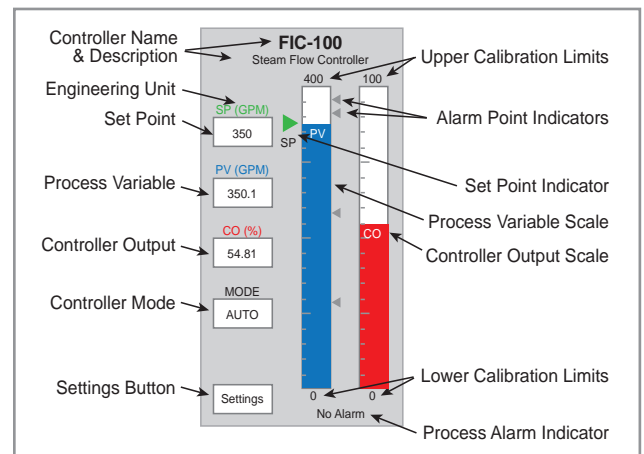 Controller Name
& Description
FIC-100
Steam Flow Controller
Upper Calibration Limits
400
100
Engineering Unit
SP (GPM)
Set Point
350
SP
PV
Alarm Point Indicators
Set Point Indicator
PV (GPM)
Process Variable
350.1
Process Variable Scale
CO (%)
Controller Output
54.81
CO
Controller Output Scale
MODE
Controller Mode
AUTO
Settings Button
Settings
0
0
Lower Calibration Limits
No Alarm
Process Alarm Indicator